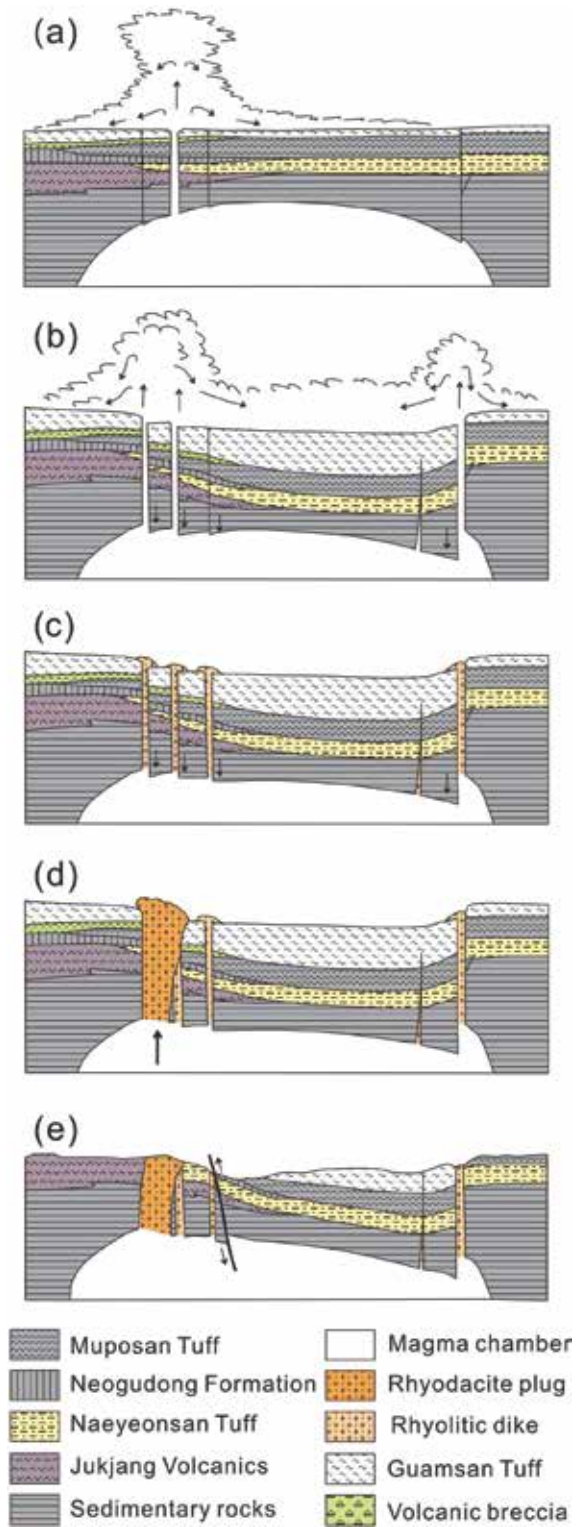 (a)
(b)
(c)
(d)
(e)
Muposan Tuff
Neogudong Formation
Naeyeonsan Tuff
Jukjang Volcanics
Sedimentary rocks
Magma chamber
Rhyodacite plug
Rhyolitic dike
Guamsan Tuff
Volcanic breccia